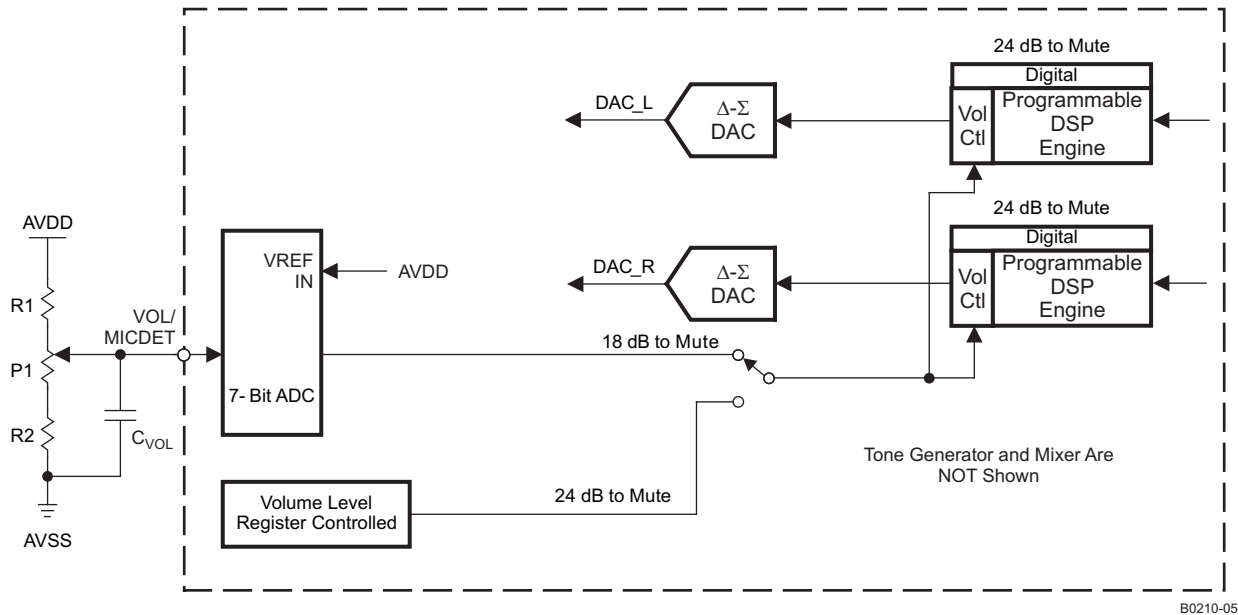 24 dB to Mute
Digital
Vol
Ctl
Programmable
DSP
Engine
DAC_L
Δ-Σ
DAC
24 dB to Mute
Digital
Vol
Ctl
Programmable
DSP
Engine
DAC_R
Δ-Σ
DAC
AVDD
R1
P1
R2
AVSS
VOL/
MICDET
CVOL
VREF
IN
AVDD
7- Bit ADC
18 dB to Mute
Volume Level
Register Controlled
24 dB to Mute
Tone Generator and Mixer Are
NOT Shown
B0210-05